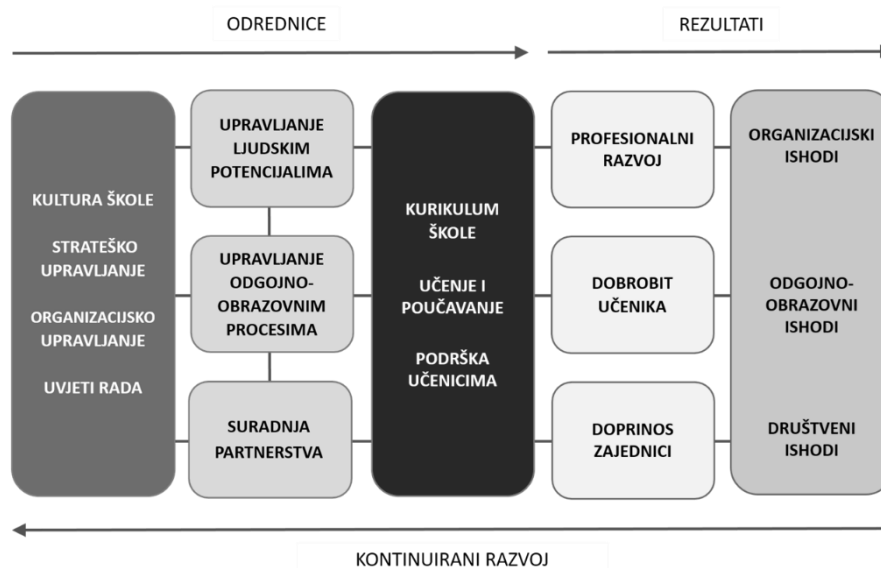 ODREDNICE
REZULTATI
KULTURA ŠKOLE
STRATEŠKO
UPRAVLJANJE
ORGANIZACIJSKO
UPRAVLJANJE
UVJETI RADA
UPRAVLJANJE
LJUDSKIM
POTENCIJALIMA
UPRAVLJANJE
ODGOJNO-
OBRAZOVNIM
PROCESIMA
SURADNJA
PARTNERSTVA
KURIKULUM
ŠKOLE
UČENJE I
POUČAVANJE
PODRŠKA
UČENICIMA
PROFESIONALNI
RAZVOJ
DOBROBIT
UČENIKA
DOPRINOS
ZAJEDNICI
ORGANIZACIJSKI
ISHODI
ODGOJNO-
OBRAZOVNI
ISHODI
DRUŠTVENI
ISHODI
KONTINUIRANI RAZVOJ